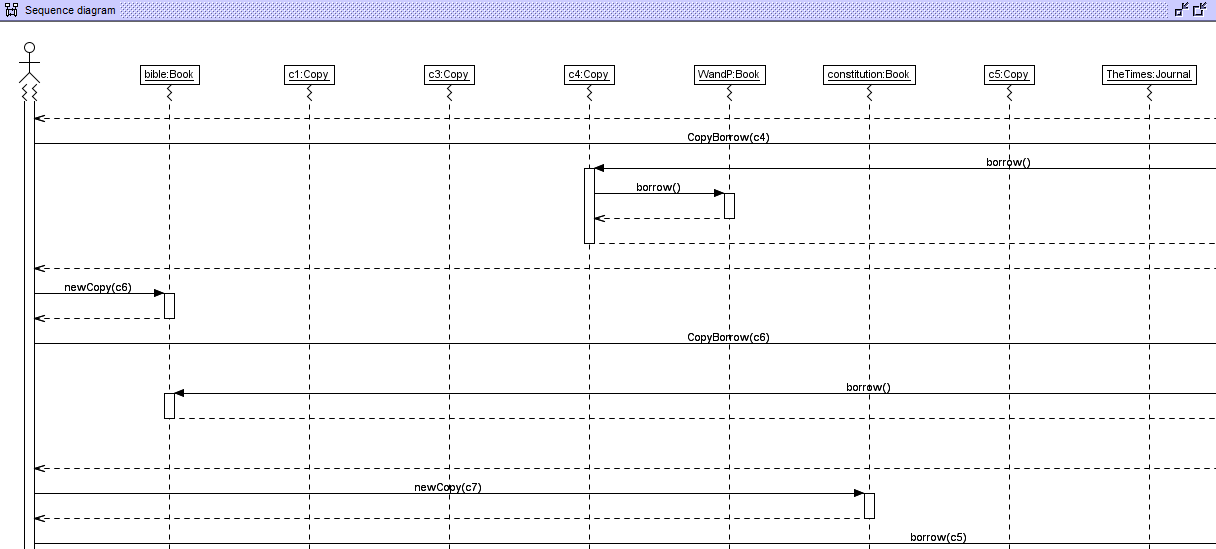 Sequence diagram
bible:Book
c1:Copy
c3:Copy
c4:Copy
WandP:Book
constitution:Book
c5:Copy
TheTimes:Journal
CopyBorrow(c4)
borrow()
borrow()
newCopy(c6)
CopyBorrow(c6)
borrow()
newCopy(c7)
borrow(c5)